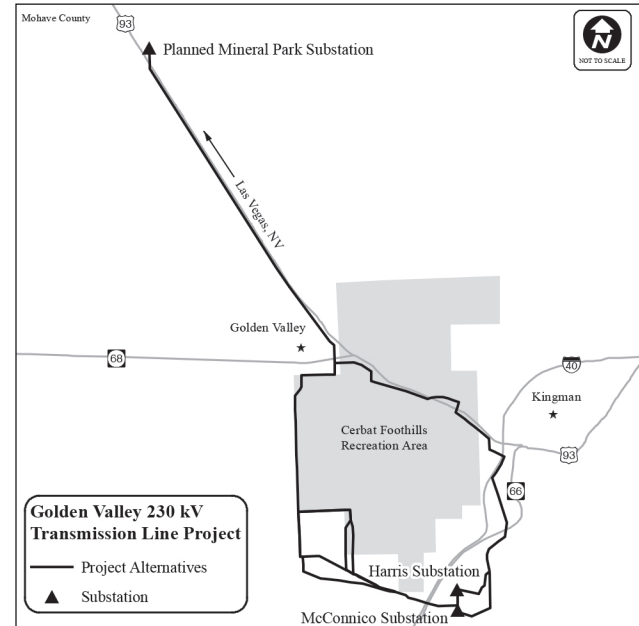 Mohave County
93
Planned Mineral Park Substation
N
NOT TO SCALE
Las Vegas, NV
Golden Valley
68
40
Kingman
Cerbat Foothills
Recreation Area
93
66
Golden Valley 230 kV
Transmission Line Project
Project Alternatives
Substation
Harris Substation
McConnico Substation